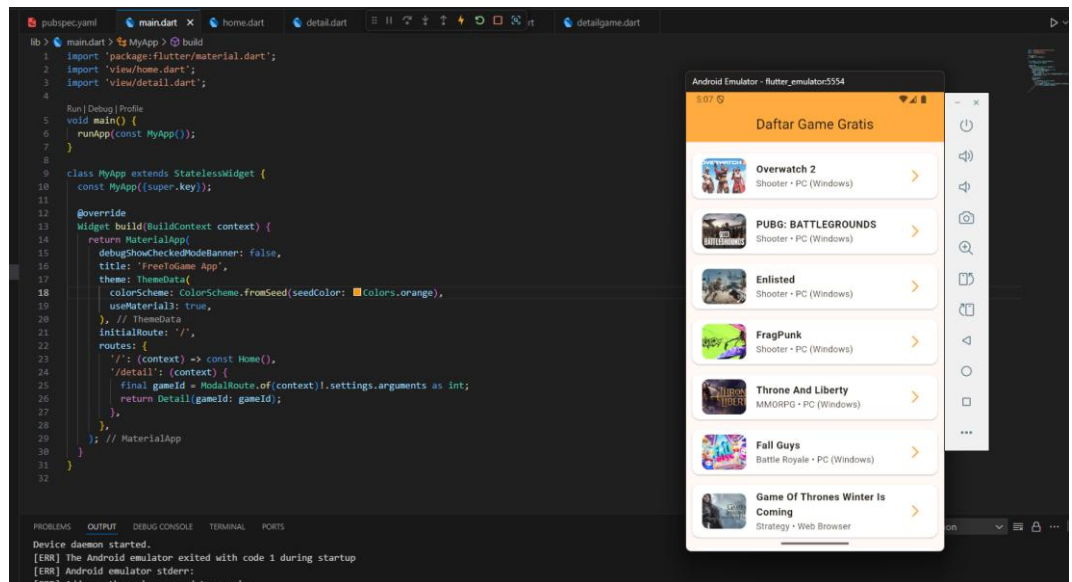 pubspec.yaml main.dart home.dart detail.dart rt detailgame.dart
lib > main.dart > MyApp > build
1 import 'package:flutter/material.dart';
2 import 'view/home.dart';
3 import 'view/detail.dart';
4
Run | Debug | Profile
5 void main() {
6 runApp(const MyApp());
7 }
8
9 class MyApp extends StatelessWidget {
10 const MyApp({super.key});
11
12 @override
13 Widget build(BuildContext context) {
14 return MaterialApp(
15 debugShowCheckedModeBanner: false,
16 title: 'FreeToGame App',
17 theme: ThemeData(
18 colorScheme: ColorScheme.fromSeed(seedColor: Colors.orange),
19 useMaterial3: true,
20 ), // ThemeData
21 initialRoute: '/',
22 routes: {
23 '/': (context) => const Home(),
24 '/detail': (context) {
25 final gameId = ModalRoute.of(context)!.settings.arguments as int;
26 return Detail(gameId: gameId);
27 },
28 },
29 ); // MaterialApp
30 }
31 }
32
Android Emulator - flutter_emulator:5554
5:07
Daftar Game Gratis
Overwatch 2
Shooter • PC (Windows)
PUBG: BATTLEGROUNDS
Shooter • PC (Windows)
Enlisted
Shooter • PC (Windows)
FragPunk
Shooter • PC (Windows)
Throne And Liberty
MMORPG • PC (Windows)
Fall Guys
Battle Royale • PC (Windows)
Game Of Thrones Winter Is
Coming
Strategy • Web Browser
PROBLEMS OUTPUT DEBUG CONSOLE TERMINAL PORTS
on
Device daemon started.
[ERR] The Android emulator exited with code 1 during startup
[ERR] Android emulator stderr: